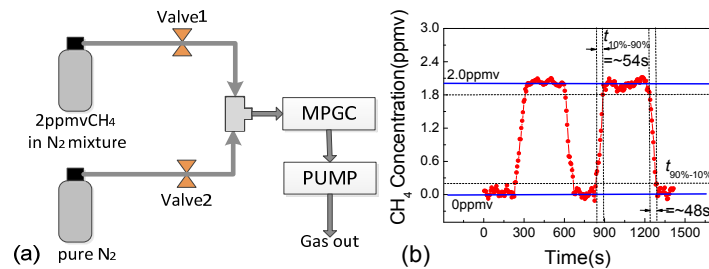 (a)
Valve1
2ppmvCH4
in N2 mixture
MPGC
PUMP
Gas out
Valve2
pure N2
(b)
CH4 Concentration(ppmv)
3.0
2.4
1.8
1.2
0.6
0.0
2.0ppmv
0ppmv
t10%-90%
=~54s
t90%-10%
=~48s
0 300 600 900 1200 1500
Time(s)